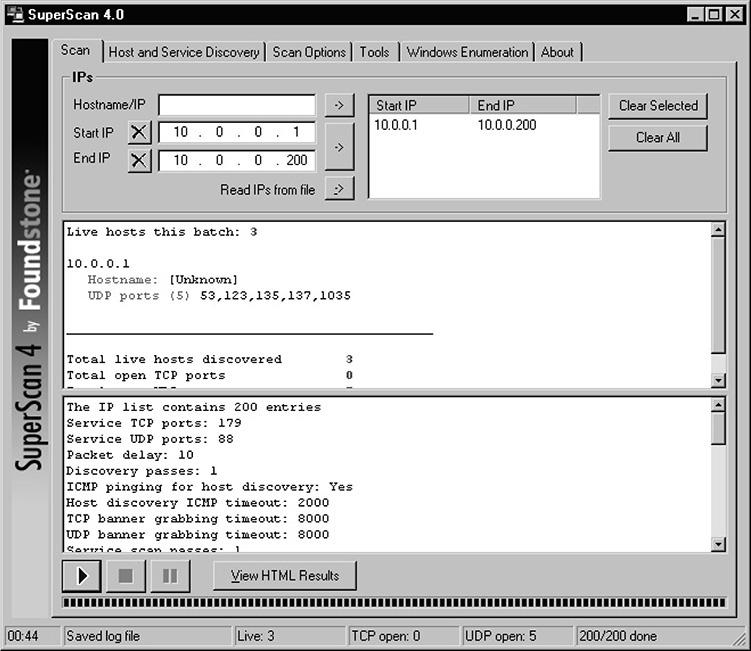 SuperScan 4.0
Scan
Host and Service Discovery
Scan Options
Tools
Windows Enumeration
About
IPs
Hostname/IP
->
Start IP
10 . 0 . 0 . 1
End IP
10 . 0 . 0 . 200
->
Read IPs from file
->
Start IP End IP
10.0.0.1 10.0.0.200
Clear Selected
Clear All
SuperScan 4 by Foundstone
Live hosts this batch: 3
10.0.0.1
Hostname: [Unknown]
UDP ports (5) 53,123,135,137,1035
Total live hosts discovered 3
Total open TCP ports 0
The IP list contains 200 entries
Service TCP ports: 179
Service UDP ports: 88
Packet delay: 10
Discovery passes: 1
ICMP pinging for host discovery: Yes
Host discovery ICMP timeout: 2000
TCP banner grabbing timeout: 8000
UDP banner grabbing timeout: 8000
Service scan passes: 1
View HTML Results
00:44
Saved log file
Live: 3
TCP open: 0
UDP open: 5
200/200 done